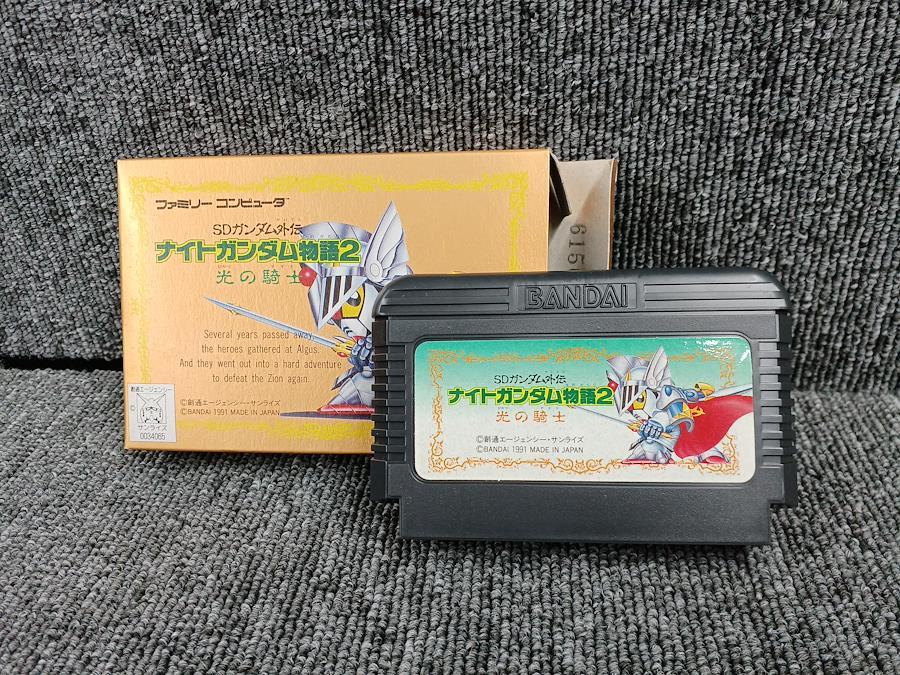 ファミリー コンピュータ™
SDガンダム外伝
ナイトガンダム物語2
光の騎士
Several years passed away,
the heroes gathered at Algus.
And they went out into a hard adventure
to defeat the Zion again.
©創通エージェンシー・サンライズ
©BANDAI 1991 MADE IN JAPAN
創通エージェンシー
サンライズ
0034065
BANDAI
SDガンダム外伝
ナイトガンダム物語2
光の騎士
©創通エージェンシー・サンライズ
©BANDAI 1991 MADE IN JAPAN